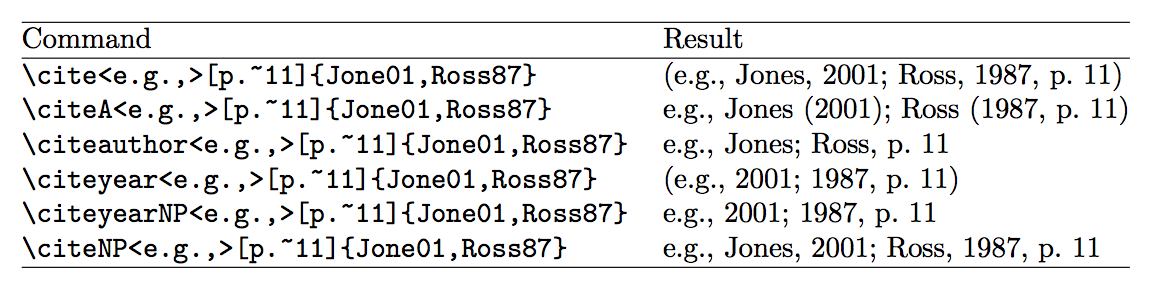 Command Result
\cite<e.g.,>[p.~11]{Jone01,Ross87} (e.g., Jones, 2001; Ross, 1987, p. 11)
\citeA<e.g.,>[p.~11]{Jone01,Ross87} e.g., Jones (2001); Ross (1987, p. 11)
\citeauthor<e.g.,>[p.~11]{Jone01,Ross87} e.g., Jones; Ross, p. 11
\citeyear<e.g.,>[p.~11]{Jone01,Ross87} (e.g., 2001; 1987, p. 11)
\citeyearNP<e.g.,>[p.~11]{Jone01,Ross87} e.g., 2001; 1987, p. 11
\citeNP<e.g.,>[p.~11]{Jone01,Ross87} e.g., Jones, 2001; Ross, 1987, p. 11